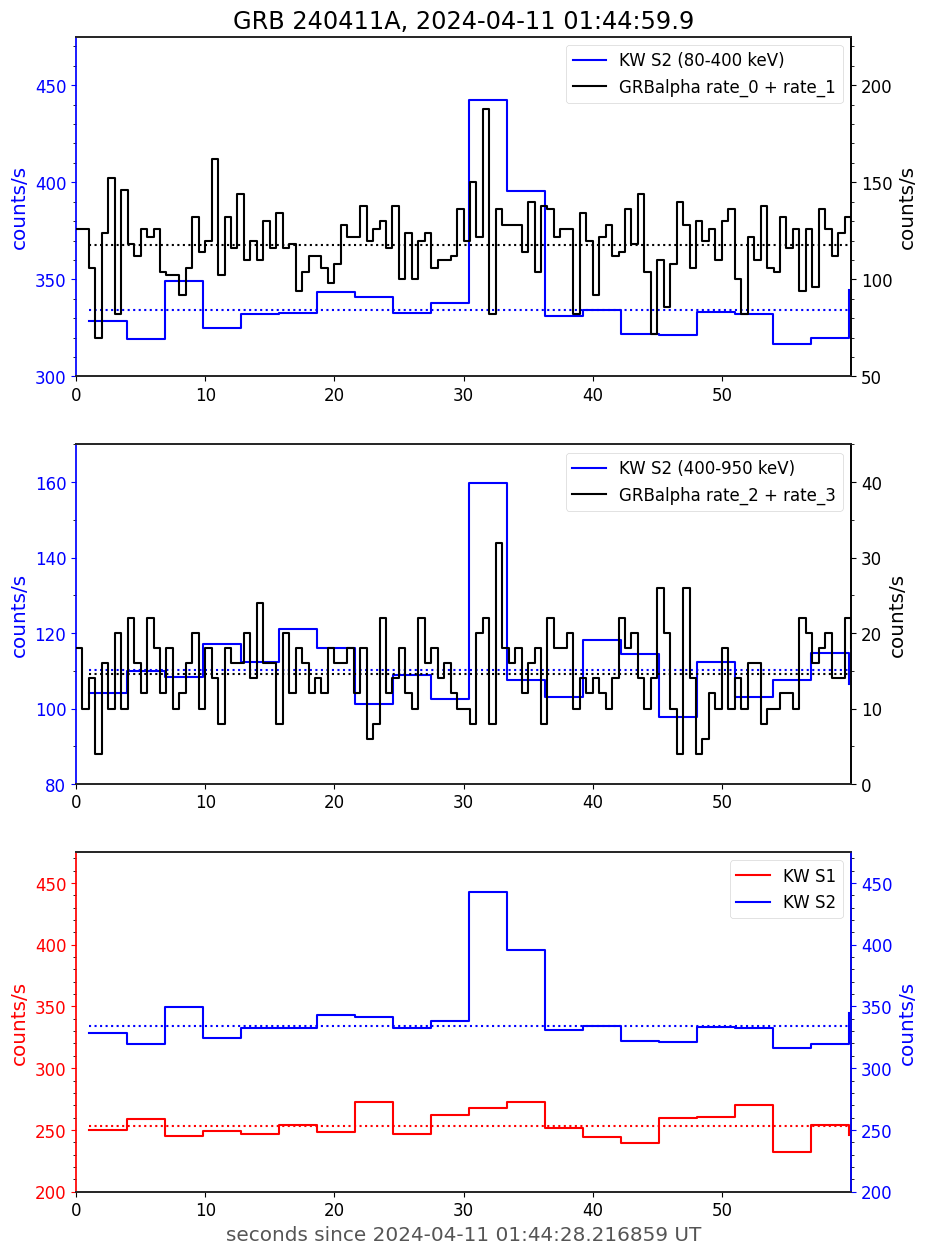 GRB 240411A, 2024-04-11 01:44:59.9
KW S2 (80-400 keV)
GRBalpha rate_0 + rate_1
450
400
350
300
counts/s
200
150
100
50
counts/s
0 10 20 30 40 50
KW S2 (400-950 keV)
GRBalpha rate_2 + rate_3
160
140
120
100
80
counts/s
40
30
20
10
0
counts/s
0 10 20 30 40 50
KW S1
KW S2
450
400
350
300
250
200
counts/s
450
400
350
300
250
200
counts/s
0 10 20 30 40 50
seconds since 2024-04-11 01:44:28.216859 UT